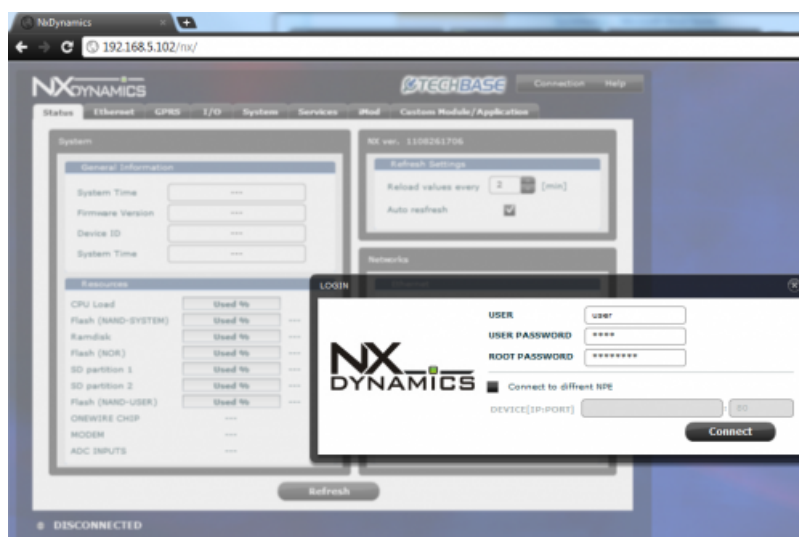 NxDynamics
192.168.5.102/nx/
NXDYNAMICS
TECHBASE
Connection Help
Status Ethernet GPRS I/O System Services iMod Custom Module/Application
System
General Information
System Time ---
Firmware Version ---
Device ID ---
System Time ---
Resources
CPU Load Used %
Flash (NAND-SYSTEM) Used % ---
Ramdisk Used % ---
Flash (NOR) Used % ---
SD partition 1 Used % ---
SD partition 2 Used % ---
Flash (NAND-USER) Used % ---
ONEWIRE CHIP ---
MODEM ---
ADC INPUTS ---
NX ver. 1108261706
Refresh Settings
Reload values every 2 [min]
Auto reafresh
Networks
Ethernet
LOGIN
NX DYNAMICS
USER user
USER PASSWORD ****
ROOT PASSWORD ********
Connect to diffrent NPE
DEVICE[IP:PORT] : 80
Connect
Refresh
DISCONNECTED